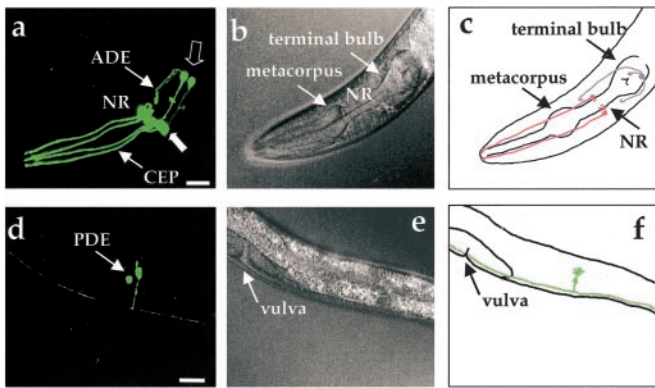 a
ADE
NR
CEP
b
terminal bulb
metacorpus
NR
c
terminal bulb
metacorpus
NR
d
PDE
e
vulva
f
vulva